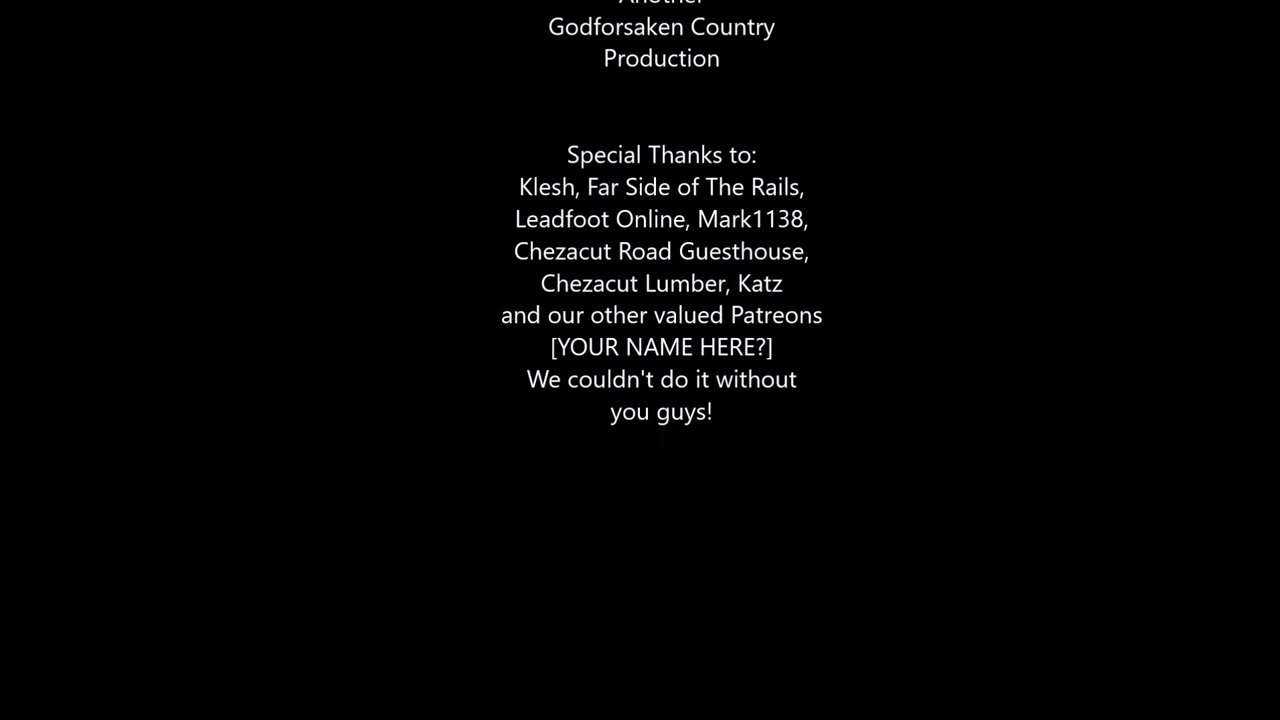 Another
Godforsaken Country
Production
Special Thanks to:
Klesh, Far Side of The Rails,
Leadfoot Online, Mark1138,
Chezacut Road Guesthouse,
Chezacut Lumber, Katz
and our other valued Patreons
[YOUR NAME HERE?]
We couldn't do it without
you guys!